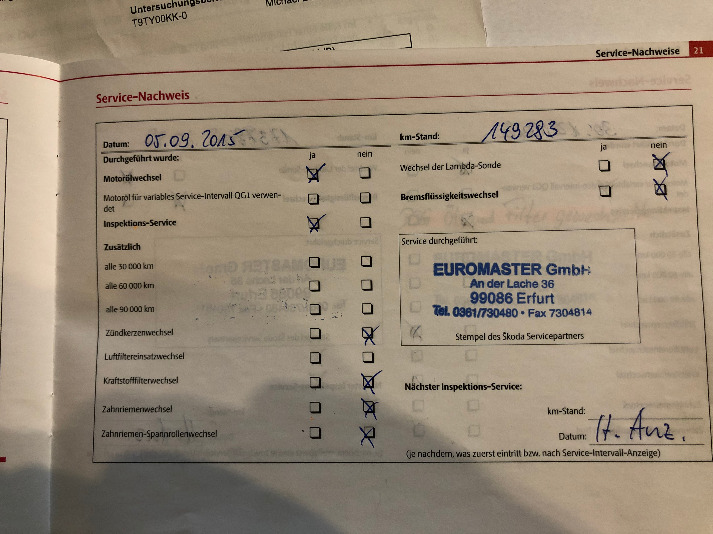 Untersuchungsber
T9TY00KK-0
Service-Nachweise 21
Service-Nachweis
Datum: 05.09.2015
km-Stand: 149283
Durchgeführt wurde: ja nein
ja nein
Motorölwechsel
Wechsel der Lambda-Sonde
Motoröl für variables Service-Intervall QG1 verwen-
det
Bremsflüssigkeitswechsel
Inspektions-Service
Zusätzlich
alle 30 000 km
alle 60 000 km
alle 90 000 km
Zündkerzenwechsel
Luftfiltereinsatzwechsel
Kraftstofffilterwechsel
Zahnriemenwechsel
Zahnriemen-Spannrollenwechsel
Service durchgeführt:
EUROMASTER GmbH
An der Lache 36
99086 Erfurt
Tel. 0361/730480 • Fax 7304814
Stempel des Škoda Servicepartners
Nächster Inspektions-Service:
km-Stand:
Datum: lt. Anz.
(je nachdem, was zuerst eintritt bzw. nach Service-Intervall-Anzeige)